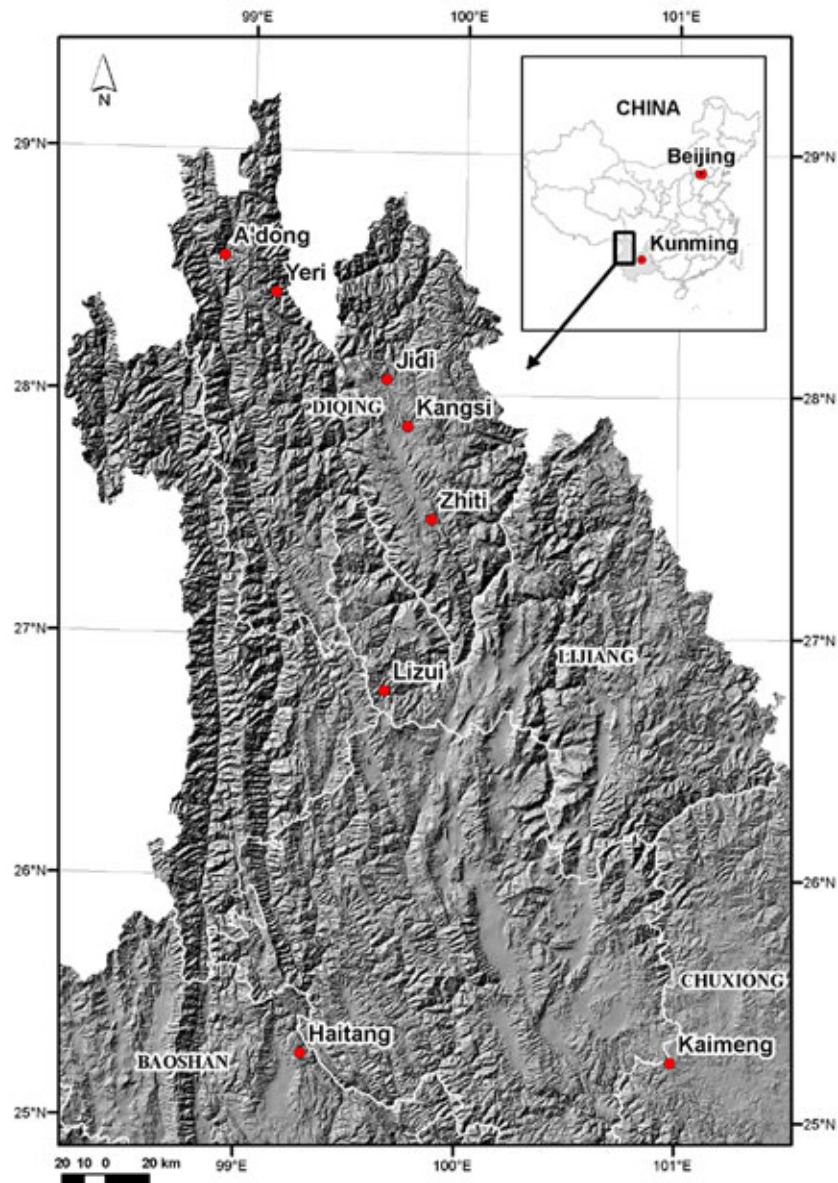 99°E 100°E 101°E
N
CHINA
Beijing
Kunming
29°N 29°N
A'dong
Yeri
28°N 28°N
Jidi
DIQING
Kangsi
Zhiti
27°N 27°N
LIJIANG
Lizui
26°N 26°N
CHUXIONG
Haitang
Kaimeng
BAOSHAN
25°N 25°N
99°E 100°E 101°E
20 10 0 20 km